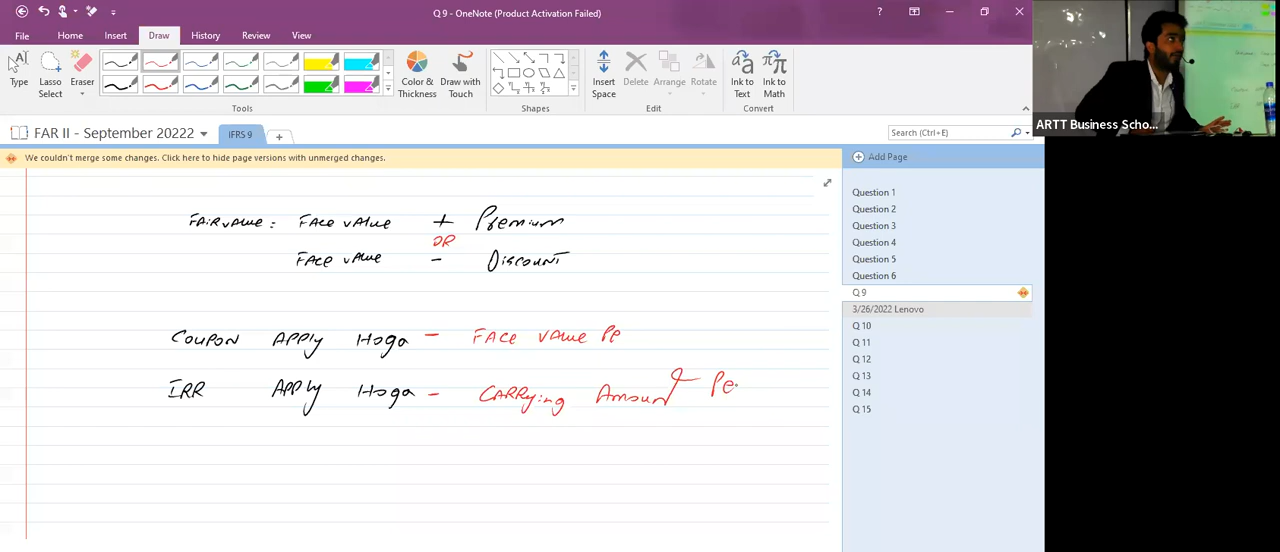 Q 9 - OneNote (Product Activation Failed)
?
File Home Insert Draw History Review View
Type
Lasso Select
Eraser
Color & Thickness
Draw with Touch
Insert Space
Delete
Arrange
Rotate
Ink to Text
Ink to Math
Tools
Shapes
Edit
Convert
ARTT Business Scho...
FAR II - September 20222
IFRS 9
Search (Ctrl+E)
We couldn't merge some changes. Click here to hide page versions with unmerged changes.
Add Page
FAIR VALUE: FACE VALUE + Premium
OR
FACE VALUE - DISCOUNT
COUPON APPLY Hoga - FACE VALUE Pe
IRR APPLY Hoga - CARRying Amount Pe
Question 1
Question 2
Question 3
Question 4
Question 5
Question 6
Q 9
3/26/2022 Lenovo
Q 10
Q 11
Q 12
Q 13
Q 14
Q 15